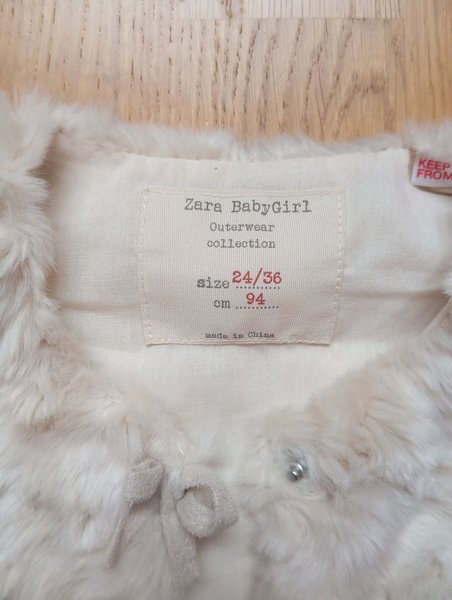 Zara BabyGirl
Outerwear
collection
size 24/36
cm 94
made in China
KEEP
FROM